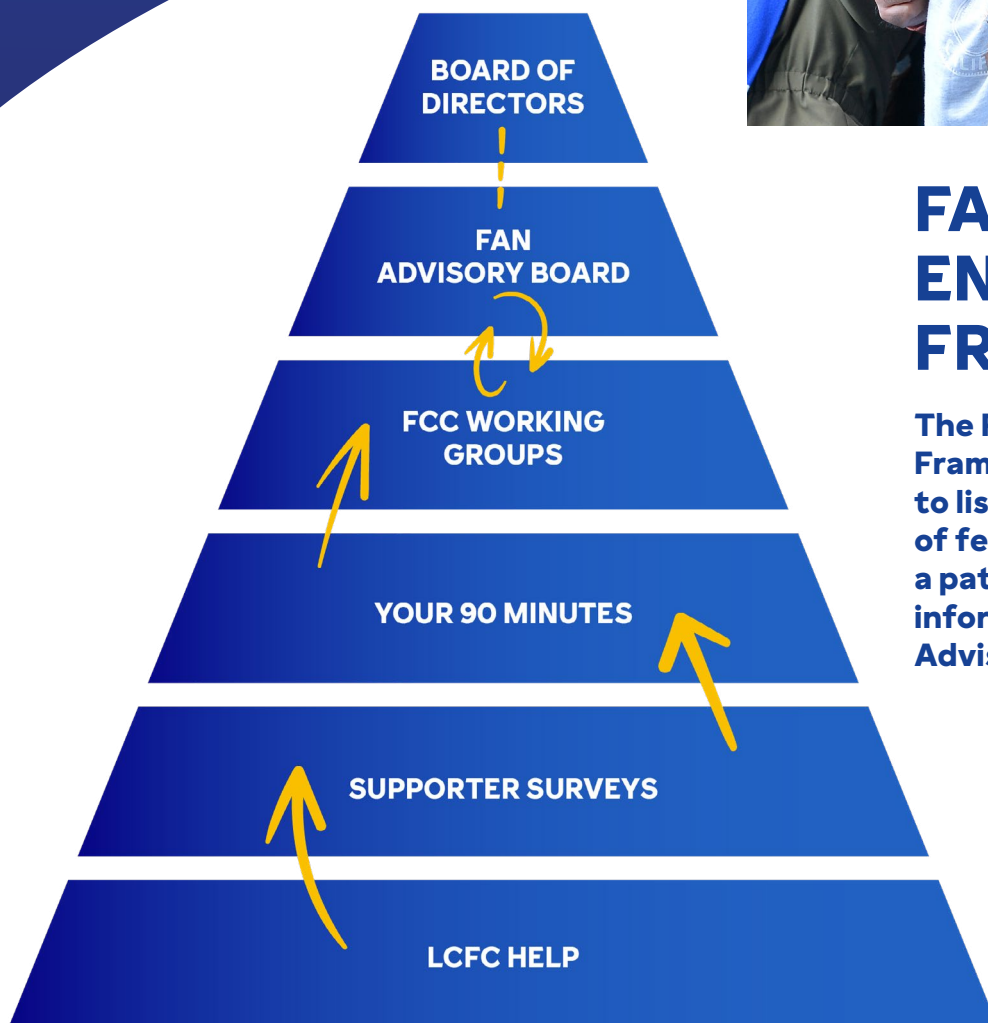 BOARD OF
DIRECTORS
FAN
ADVISORY BOARD
FCC WORKING
GROUPS
YOUR 90 MINUTES
SUPPORTER SURVEYS
LCFC HELP
FA
EN
FR
The
Fram
to lis
of fe
a pat
infor
Advis